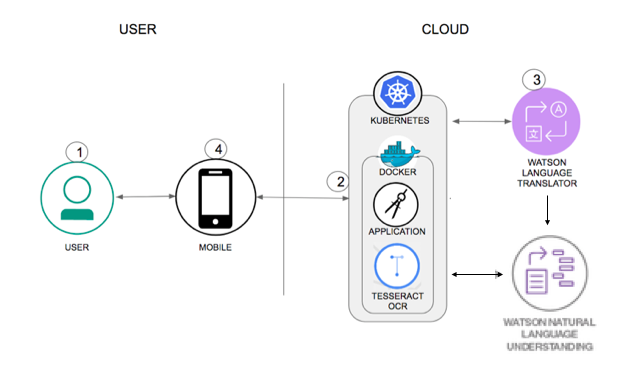 USER
CLOUD
1
4
2
3
KUBERNETES
DOCKER
APPLICATION
TESSERACT
OCR
USER
MOBILE
A
文
WATSON
LANGUAGE
TRANSLATOR
WATSON NATURAL
LANGUAGE
UNDERSTANDING